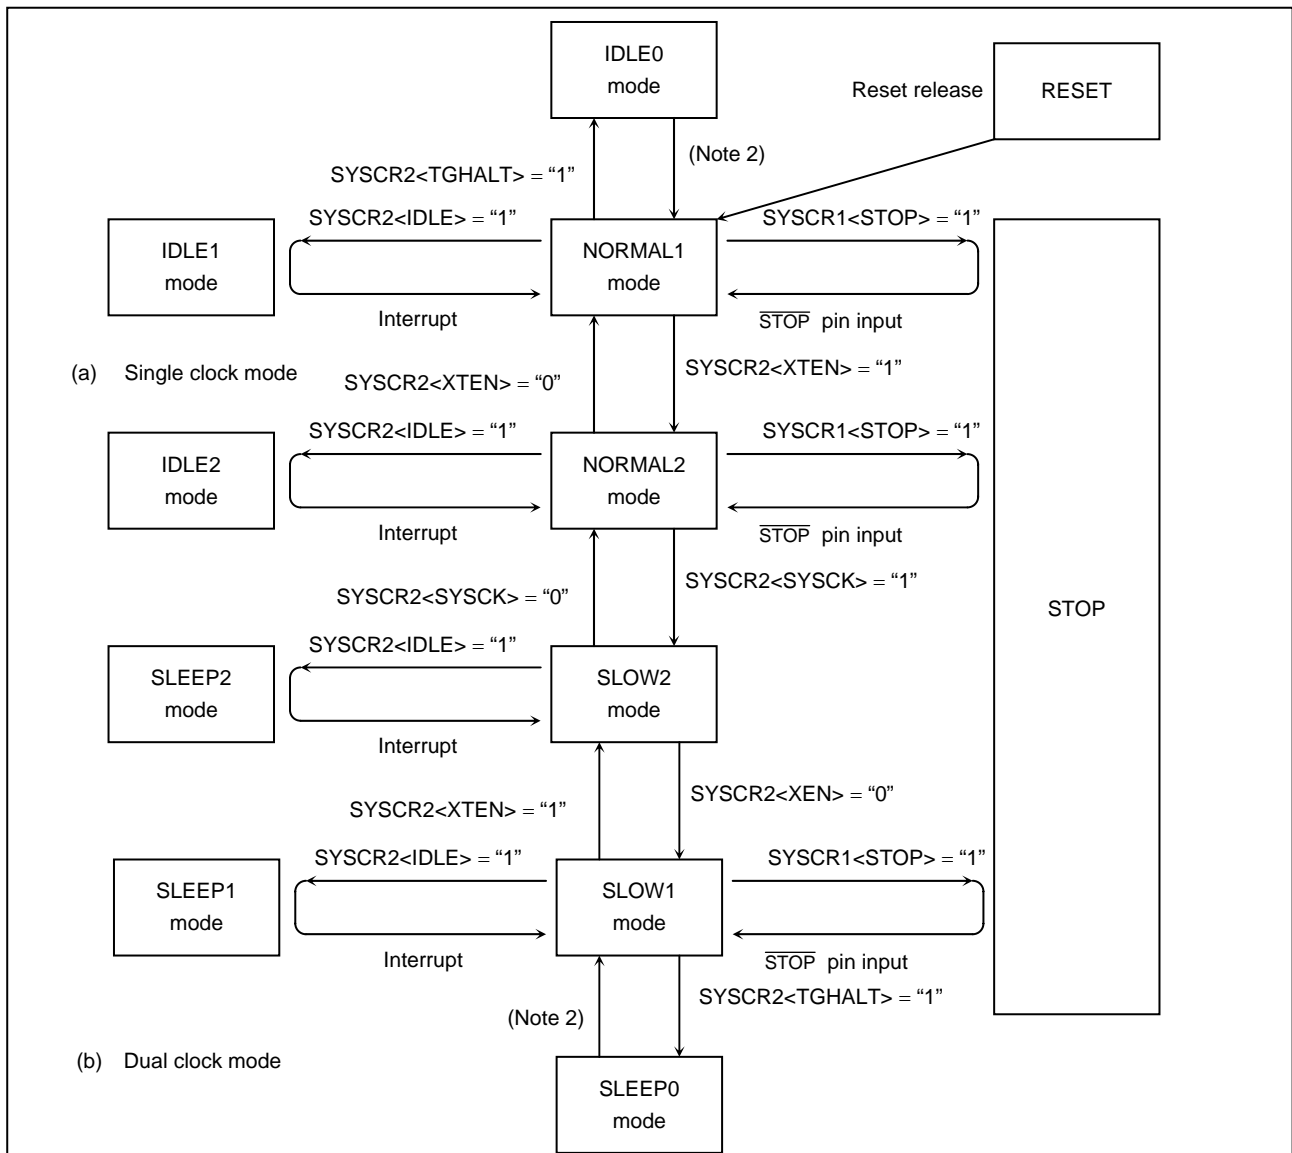 IDLE0
mode
Reset release
RESET
(Note 2)
SYSCR2<TGHALT> = “1”
SYSCR2<IDLE> = “1”
SYSCR1<STOP> = “1”
IDLE1
mode
NORMAL1
mode
Interrupt
STOP pin input
(a) Single clock mode
SYSCR2<XTEN> = “1”
SYSCR2<XTEN> = “0”
SYSCR2<IDLE> = “1”
SYSCR1<STOP> = “1”
IDLE2
mode
NORMAL2
mode
Interrupt
STOP pin input
SYSCR2<SYSCK> = “1”
SYSCR2<SYSCK> = “0”
STOP
SYSCR2<IDLE> = “1”
SLEEP2
mode
SLOW2
mode
Interrupt
SYSCR2<XEN> = “0”
SYSCR2<XTEN> = “1”
SYSCR2<IDLE> = “1”
SYSCR1<STOP> = “1”
SLEEP1
mode
SLOW1
mode
Interrupt
STOP pin input
SYSCR2<TGHALT> = “1”
(Note 2)
(b) Dual clock mode
SLEEP0
mode